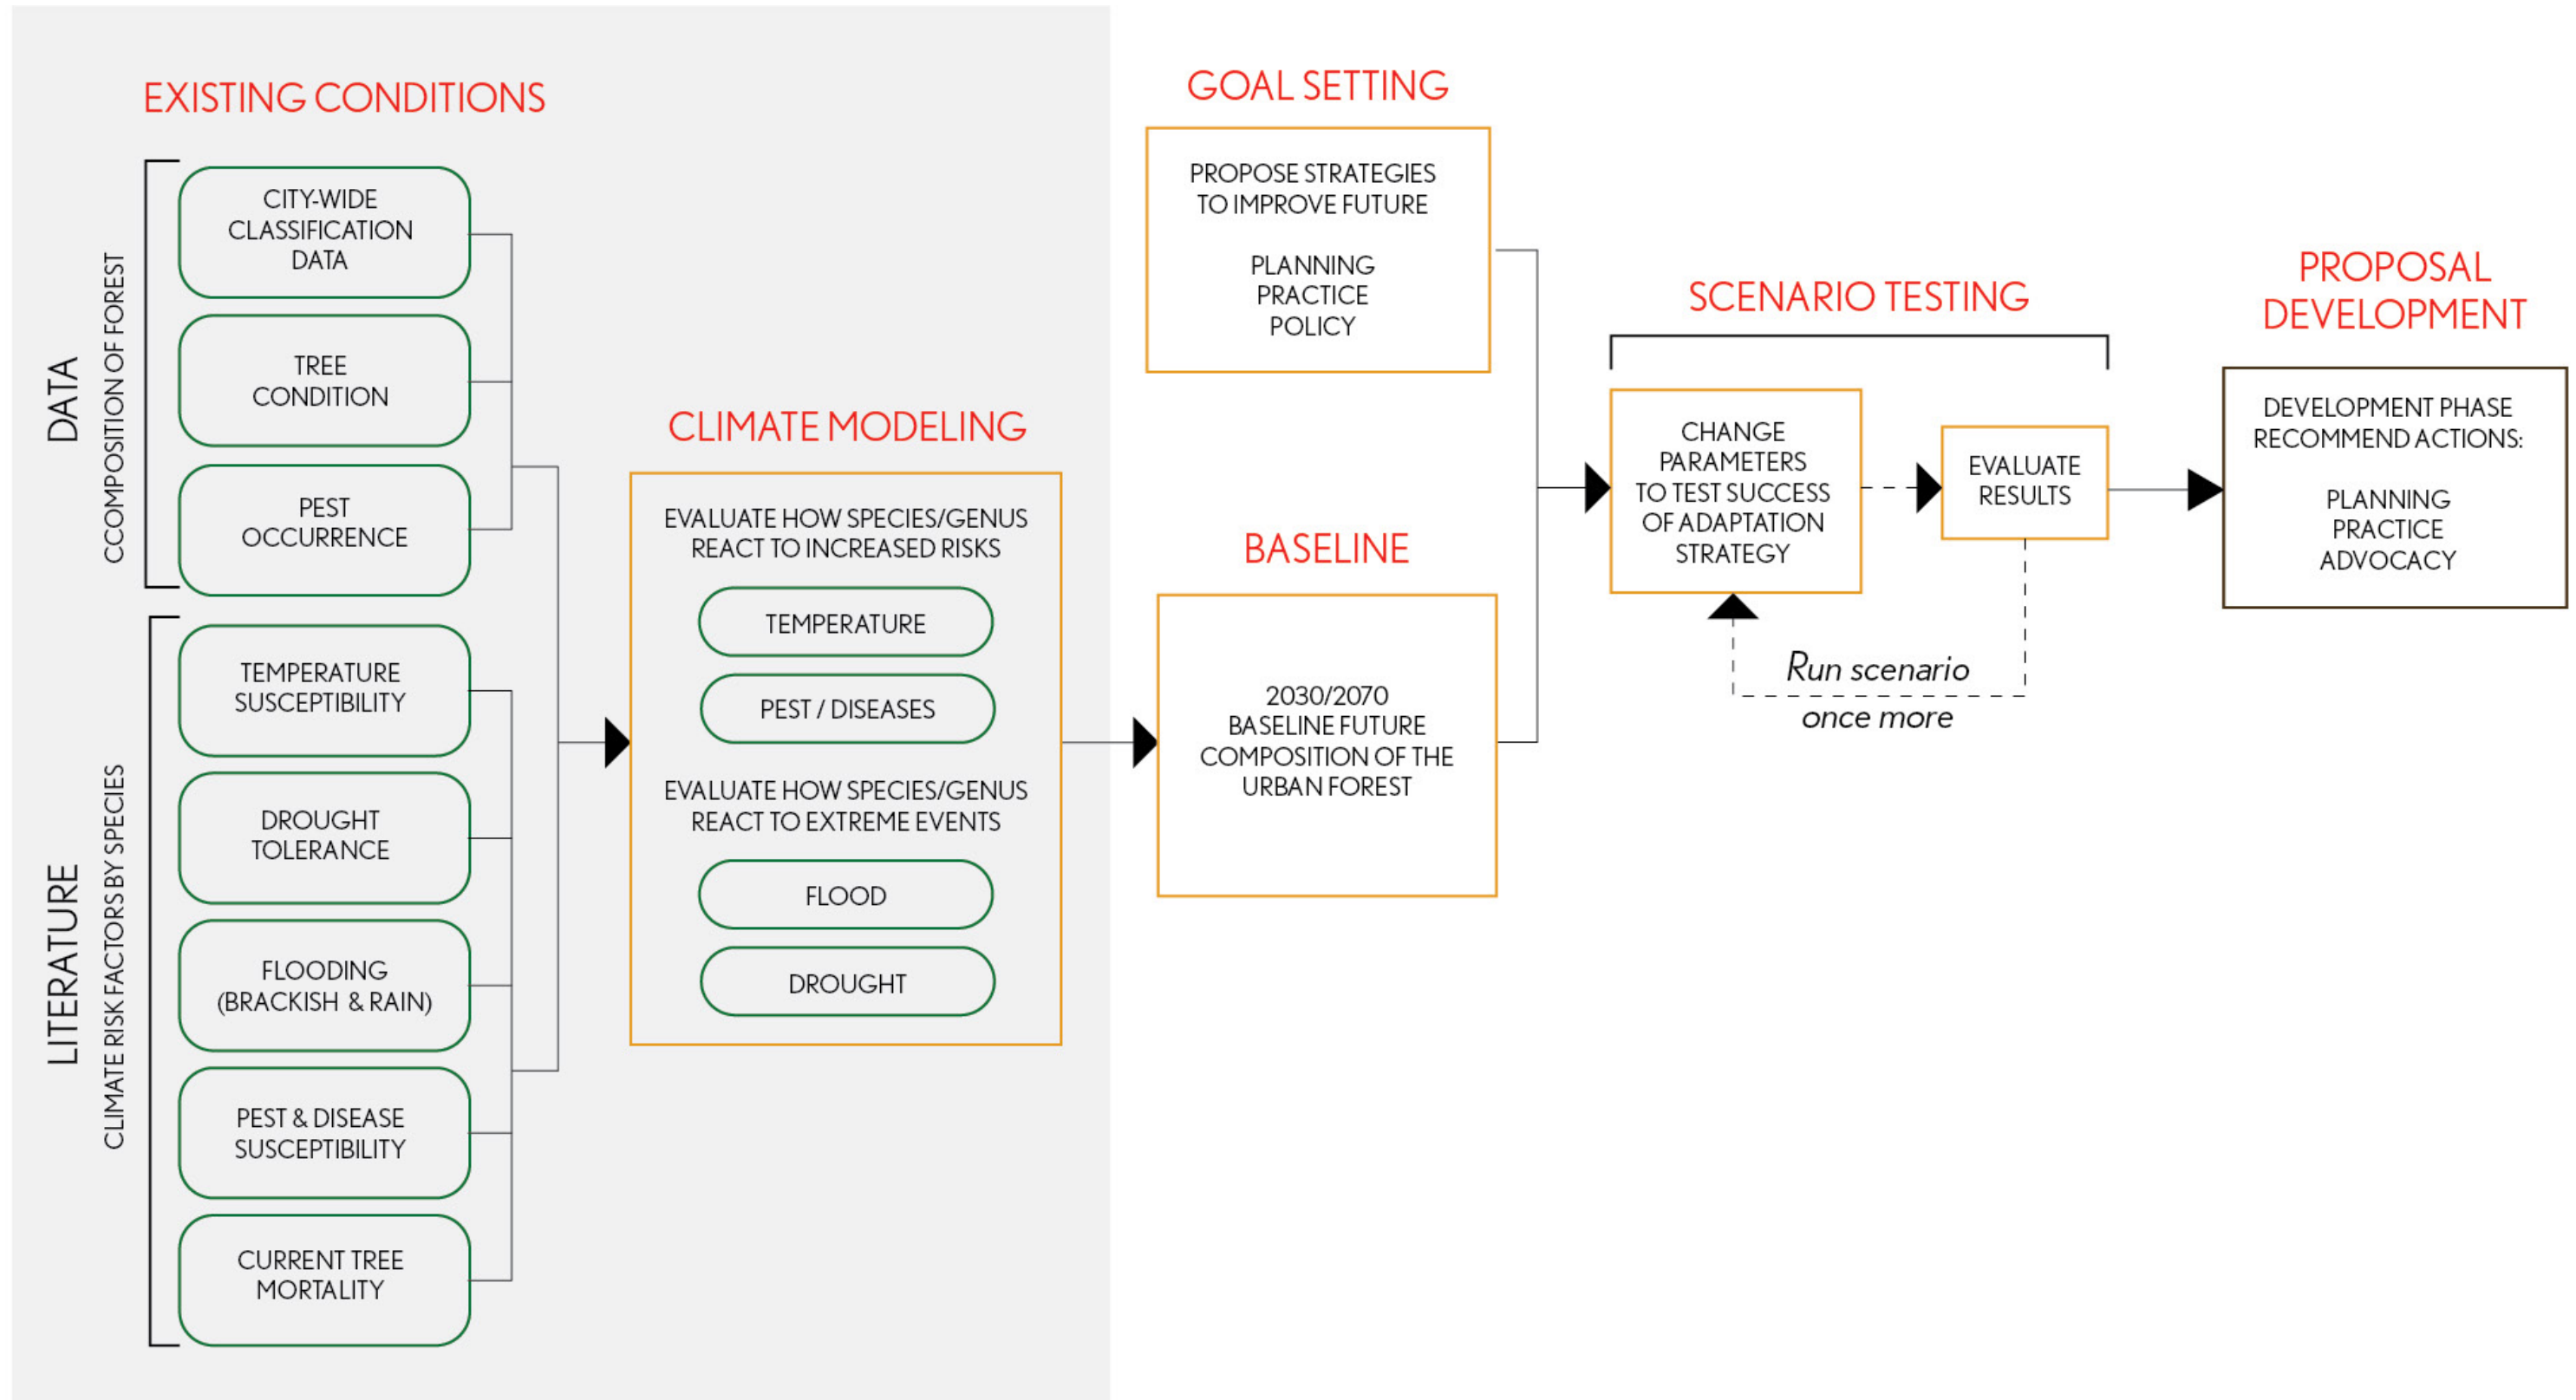 EXISTING CONDITIONS
DATA
CCOMPOSITION OF FOREST
CITY-WIDE
CLASSIFICATION
DATA
TREE
CONDITION
PEST
OCCURRENCE
LITERATURE
CLIMATE RISK FACTORS BY SPECIES
TEMPERATURE
SUSCEPTIBILITY
DROUGHT
TOLERANCE
FLOODING
(BRACKISH & RAIN)
PEST & DISEASE
SUSCEPTIBILITY
CURRENT TREE
MORTALITY
CLIMATE MODELING
EVALUATE HOW SPECIES/GENUS
REACT TO INCREASED RISKS
TEMPERATURE
PEST / DISEASES
EVALUATE HOW SPECIES/GENUS
REACT TO EXTREME EVENTS
FLOOD
DROUGHT
GOAL SETTING
PROPOSE STRATEGIES
TO IMPROVE FUTURE
PLANNING
PRACTICE
POLICY
BASELINE
2030/2070
BASELINE FUTURE
COMPOSITION OF THE
URBAN FOREST
SCENARIO TESTING
CHANGE
PARAMETERS
TO TEST SUCCESS
OF ADAPTATION
STRATEGY
EVALUATE
RESULTS
Run scenario
once more
PROPOSAL
DEVELOPMENT
DEVELOPMENT PHASE
RECOMMEND ACTIONS:
PLANNING
PRACTICE
ADVOCACY